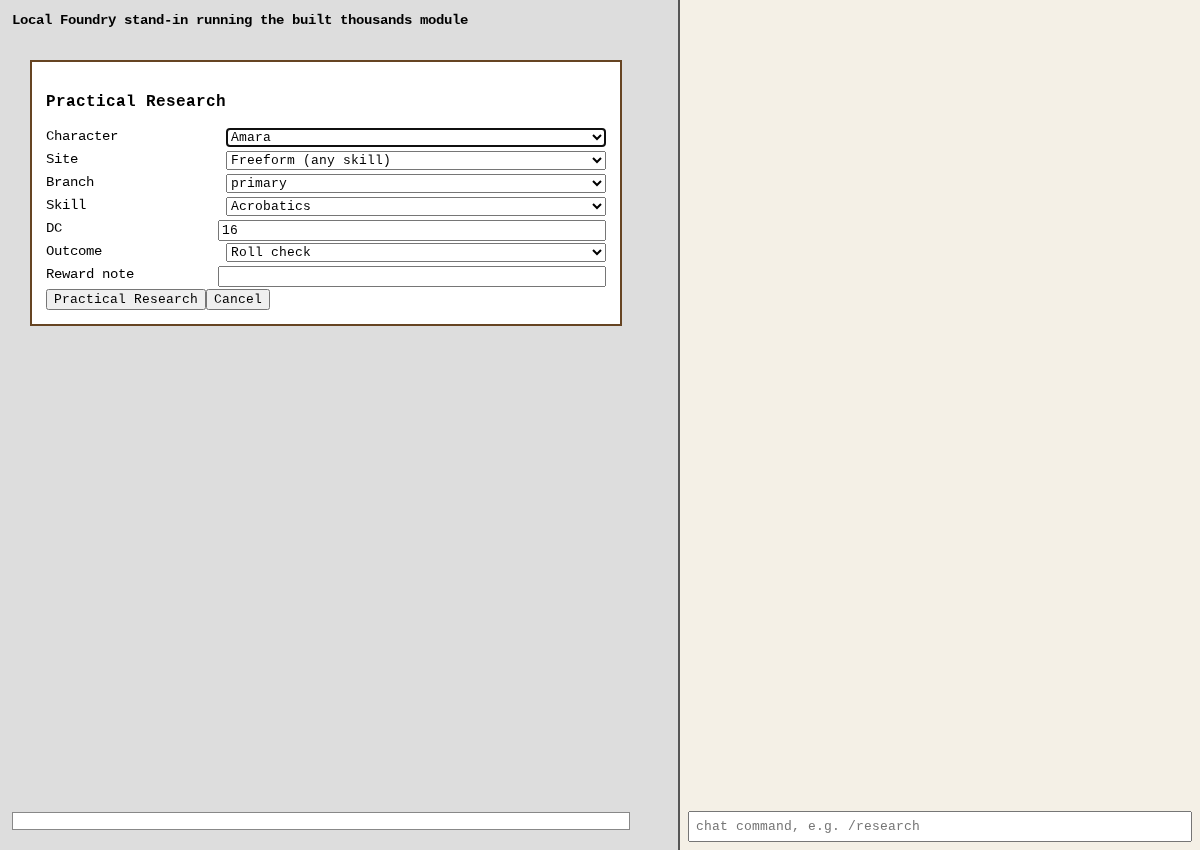 Local Foundry stand-in running the built thousands module
Practical Research
Character Amara
Site Freeform (any skill)
Branch primary
Skill Acrobatics
DC 16
Outcome Roll check
Reward note
Practical Research Cancel
chat command, e.g. /research